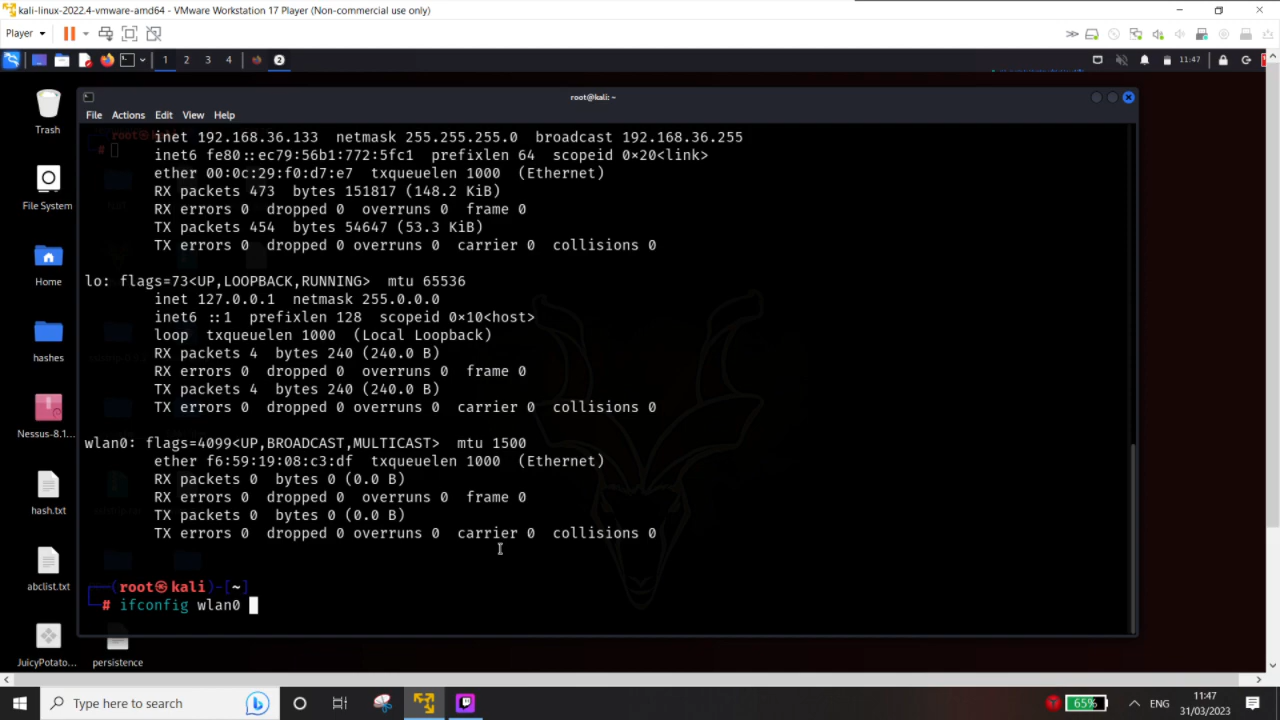 kali-linux-2022.4-vmware-amd64 - VMware Workstation 17 Player (Non-commercial use only)
Player
1 2 3 4 2 11:47
root@kali: ~
File Actions Edit View Help
inet 192.168.36.133 netmask 255.255.255.0 broadcast 192.168.36.255
inet6 fe80::ec79:56b1:772:5fc1 prefixlen 64 scopeid 0×20<link>
ether 00:0c:29:f0:d7:e7 txqueuelen 1000 (Ethernet)
RX packets 473 bytes 151817 (148.2 KiB)
RX errors 0 dropped 0 overruns 0 frame 0
TX packets 454 bytes 54647 (53.3 KiB)
TX errors 0 dropped 0 overruns 0 carrier 0 collisions 0
lo: flags=73<UP,LOOPBACK,RUNNING> mtu 65536
inet 127.0.0.1 netmask 255.0.0.0
inet6 ::1 prefixlen 128 scopeid 0×10<host>
loop txqueuelen 1000 (Local Loopback)
RX packets 4 bytes 240 (240.0 B)
RX errors 0 dropped 0 overruns 0 frame 0
TX packets 4 bytes 240 (240.0 B)
TX errors 0 dropped 0 overruns 0 carrier 0 collisions 0
wlan0: flags=4099<UP,BROADCAST,MULTICAST> mtu 1500
ether f6:59:19:08:c3:df txqueuelen 1000 (Ethernet)
RX packets 0 bytes 0 (0.0 B)
RX errors 0 dropped 0 overruns 0 frame 0
TX packets 0 bytes 0 (0.0 B)
TX errors 0 dropped 0 overruns 0 carrier 0 collisions 0
(root㉿kali)-[~]
# ifconfig wlan0
Trash
File System
Home
hashes
Nessus-8.1...
hash.txt
abclist.txt
JuicyPotato...
persistence
Type here to search
65%
ENG
11:47
31/03/2023